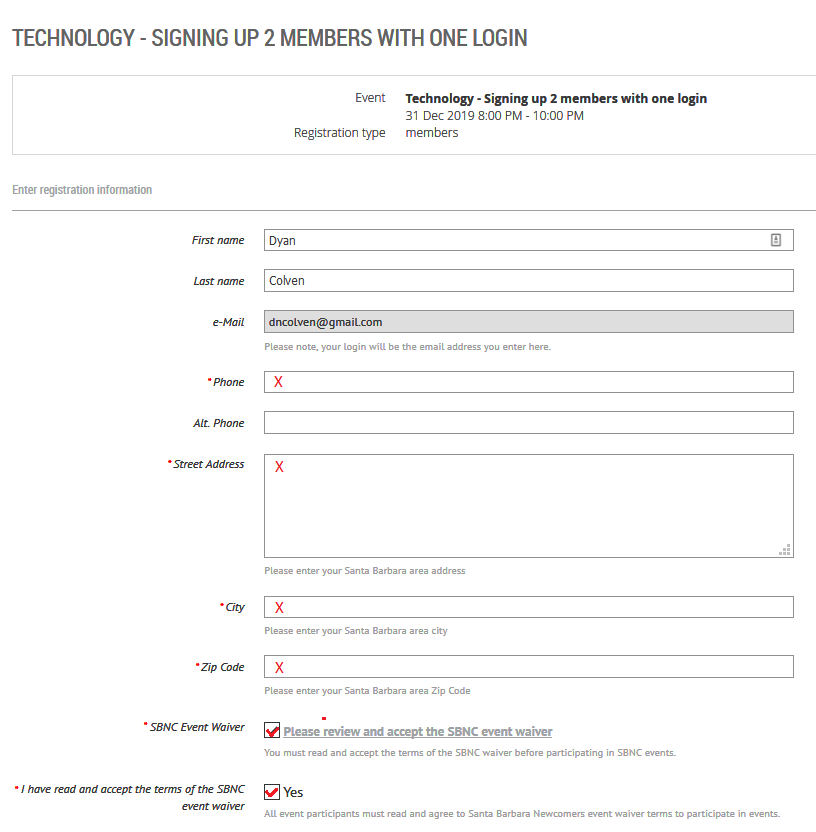 TECHNOLOGY - SIGNING UP 2 MEMBERS WITH ONE LOGIN
Event Technology - Signing up 2 members with one login
31 Dec 2019 8:00 PM - 10:00 PM
Registration type members
Enter registration information
First name Dyan
Last name Colven
e-Mail dncolven@gmail.com
Please note, your login will be the email address you enter here.
*Phone X
Alt. Phone
*Street Address X
Please enter your Santa Barbara area address
*City X
Please enter your Santa Barbara area city
*Zip Code X
Please enter your Santa Barbara area Zip Code
*SBNC Event Waiver Please review and accept the SBNC event waiver
You must read and accept the terms of the SBNC waiver before participating in SBNC events.
*I have read and accept the terms of the SBNC
event waiver Yes
All event participants must read and agree to Santa Barbara Newcomers event waiver terms to participate in events.